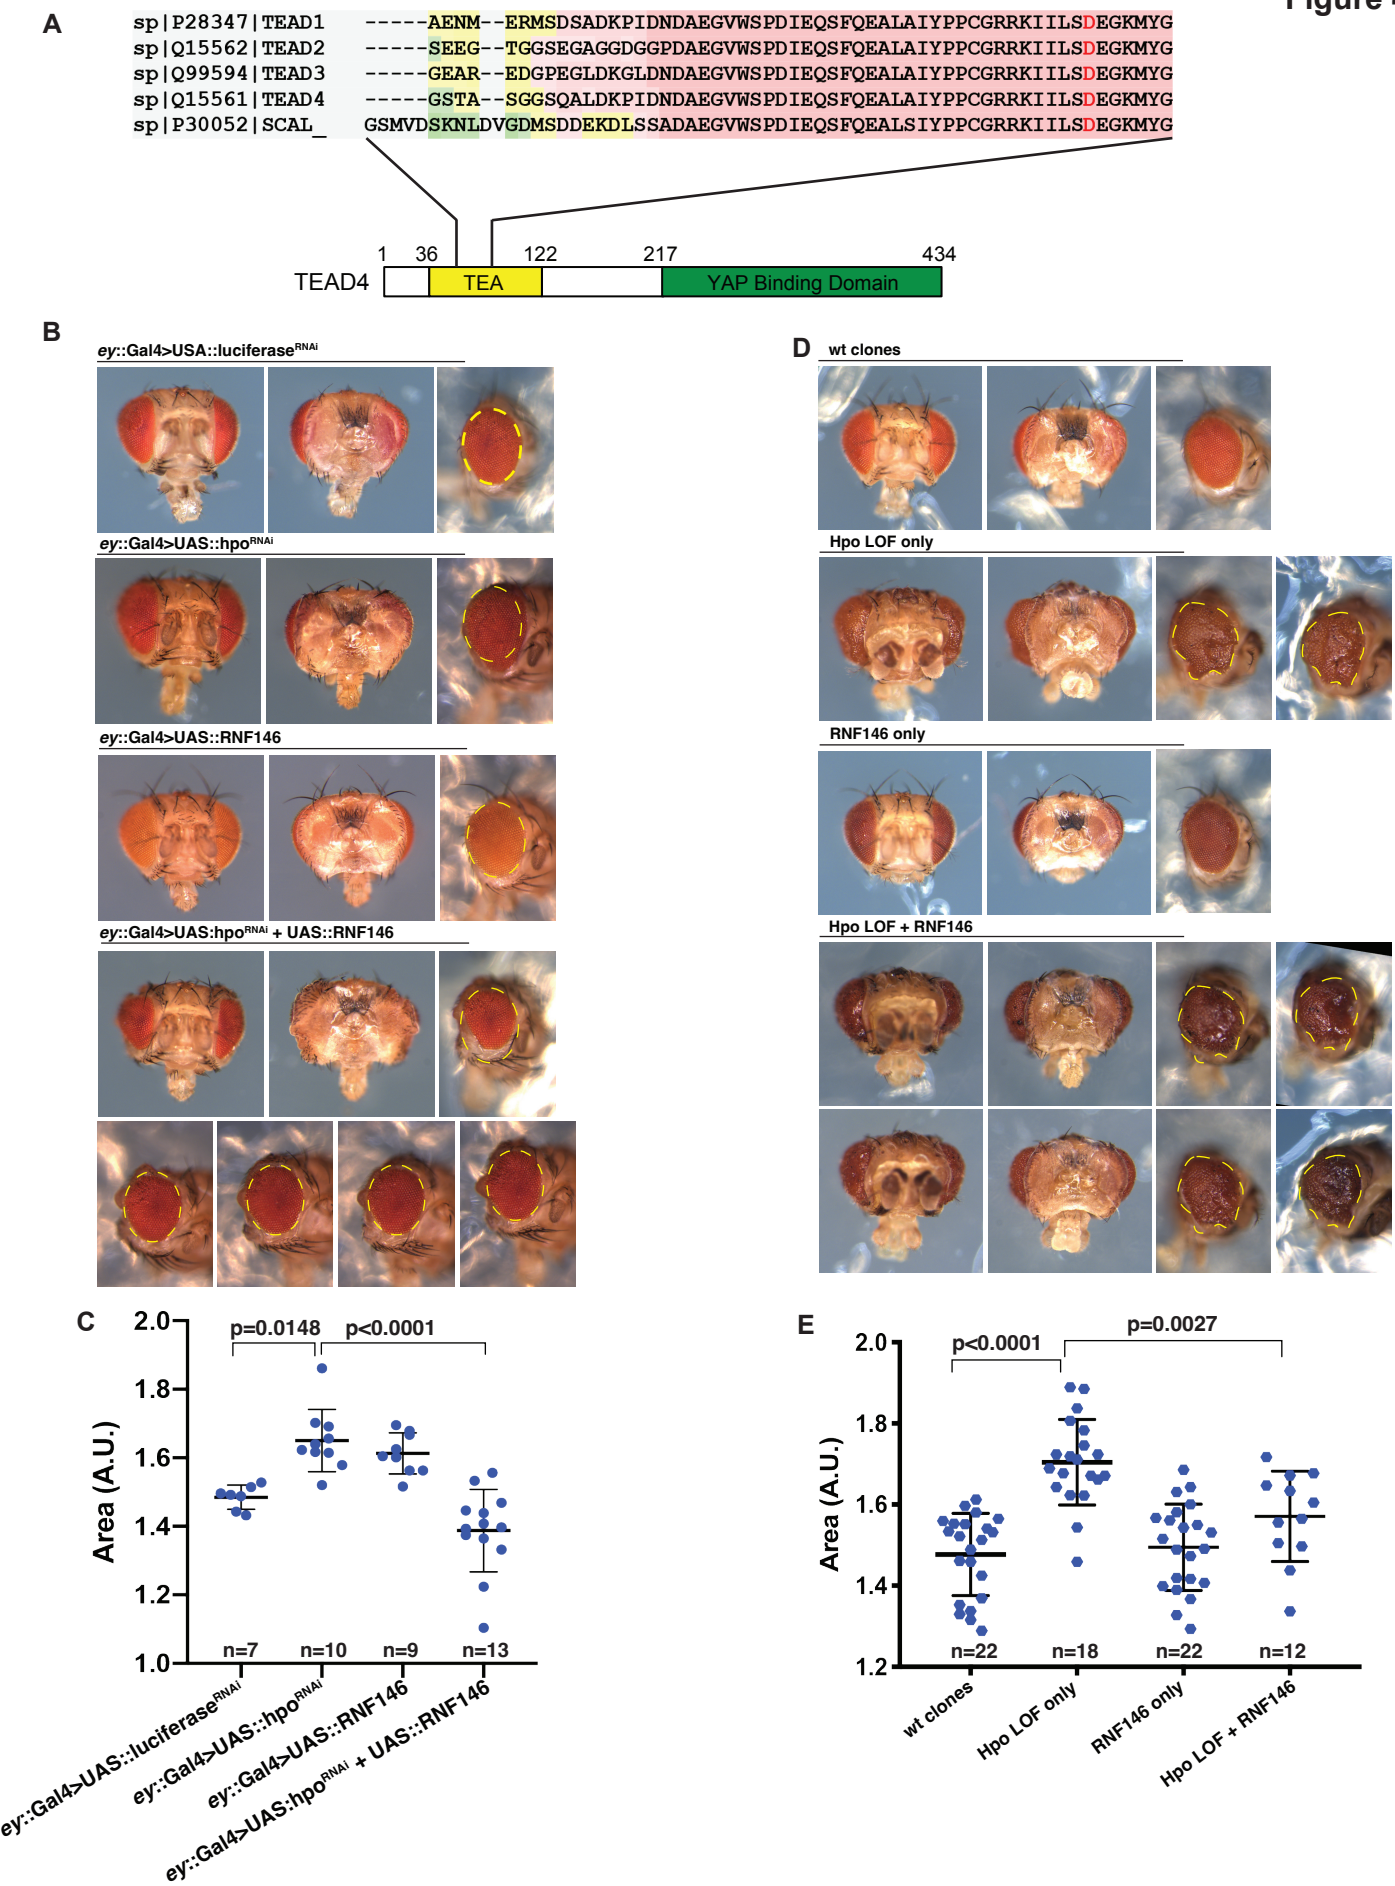 Figure
A
sp|P28347|TEAD1 -----AENM--ERMSDSADKPIDNDAEGVWSPDIEQSFQEALAIYPPCGRRKIILSDEGKMYG
sp|Q15562|TEAD2 -----SEEG--TGGSEGAGGDGGPDAEGVWSPDIEQSFQEALAIYPPCGRRKIILSDEGKMYG
sp|Q99594|TEAD3 -----GEAR--EDGPEGLDKGLDNDAEGVWSPDIEQSFQEALAIYPPCGRRKIILSDEGKMYG
sp|Q15561|TEAD4 -----GSTA--SGGSQALDKPIDNDAEGVWSPDIEQSFQEALAIYPPCGRRKIILSDEGKMYG
sp|P30052|SCAL_ GSMVDSKNLDVGDMSDDEKDLSSADAEGVWSPDIEQSFQEALSIYPPCGRRKIILSDEGKMYG
1 36 122 217 434
TEAD4 TEA YAP Binding Domain
B
ey::Gal4>USA::luciferaseRNAi
ey::Gal4>UAS::hpoRNAi
ey::Gal4>UAS::RNF146
ey::Gal4>UAS:hpoRNAi + UAS::RNF146
D
wt clones
Hpo LOF only
RNF146 only
Hpo LOF + RNF146
C
p=0.0148 p<0.0001
2.0
1.8
1.6
1.4
1.2
1.0
Area (A.U.)
n=7 n=10 n=9 n=13
ey::Gal4>UAS::luciferaseRNAi
ey::Gal4>UAS::hpoRNAi
ey::Gal4>UAS::RNF146
ey::Gal4>UAS:hpoRNAi + UAS::RNF146
E
p<0.0001 p=0.0027
2.0
1.8
1.6
1.4
1.2
Area (A.U.)
n=22 n=18 n=22 n=12
wt clones
Hpo LOF only
RNF146 only
Hpo LOF + RNF146